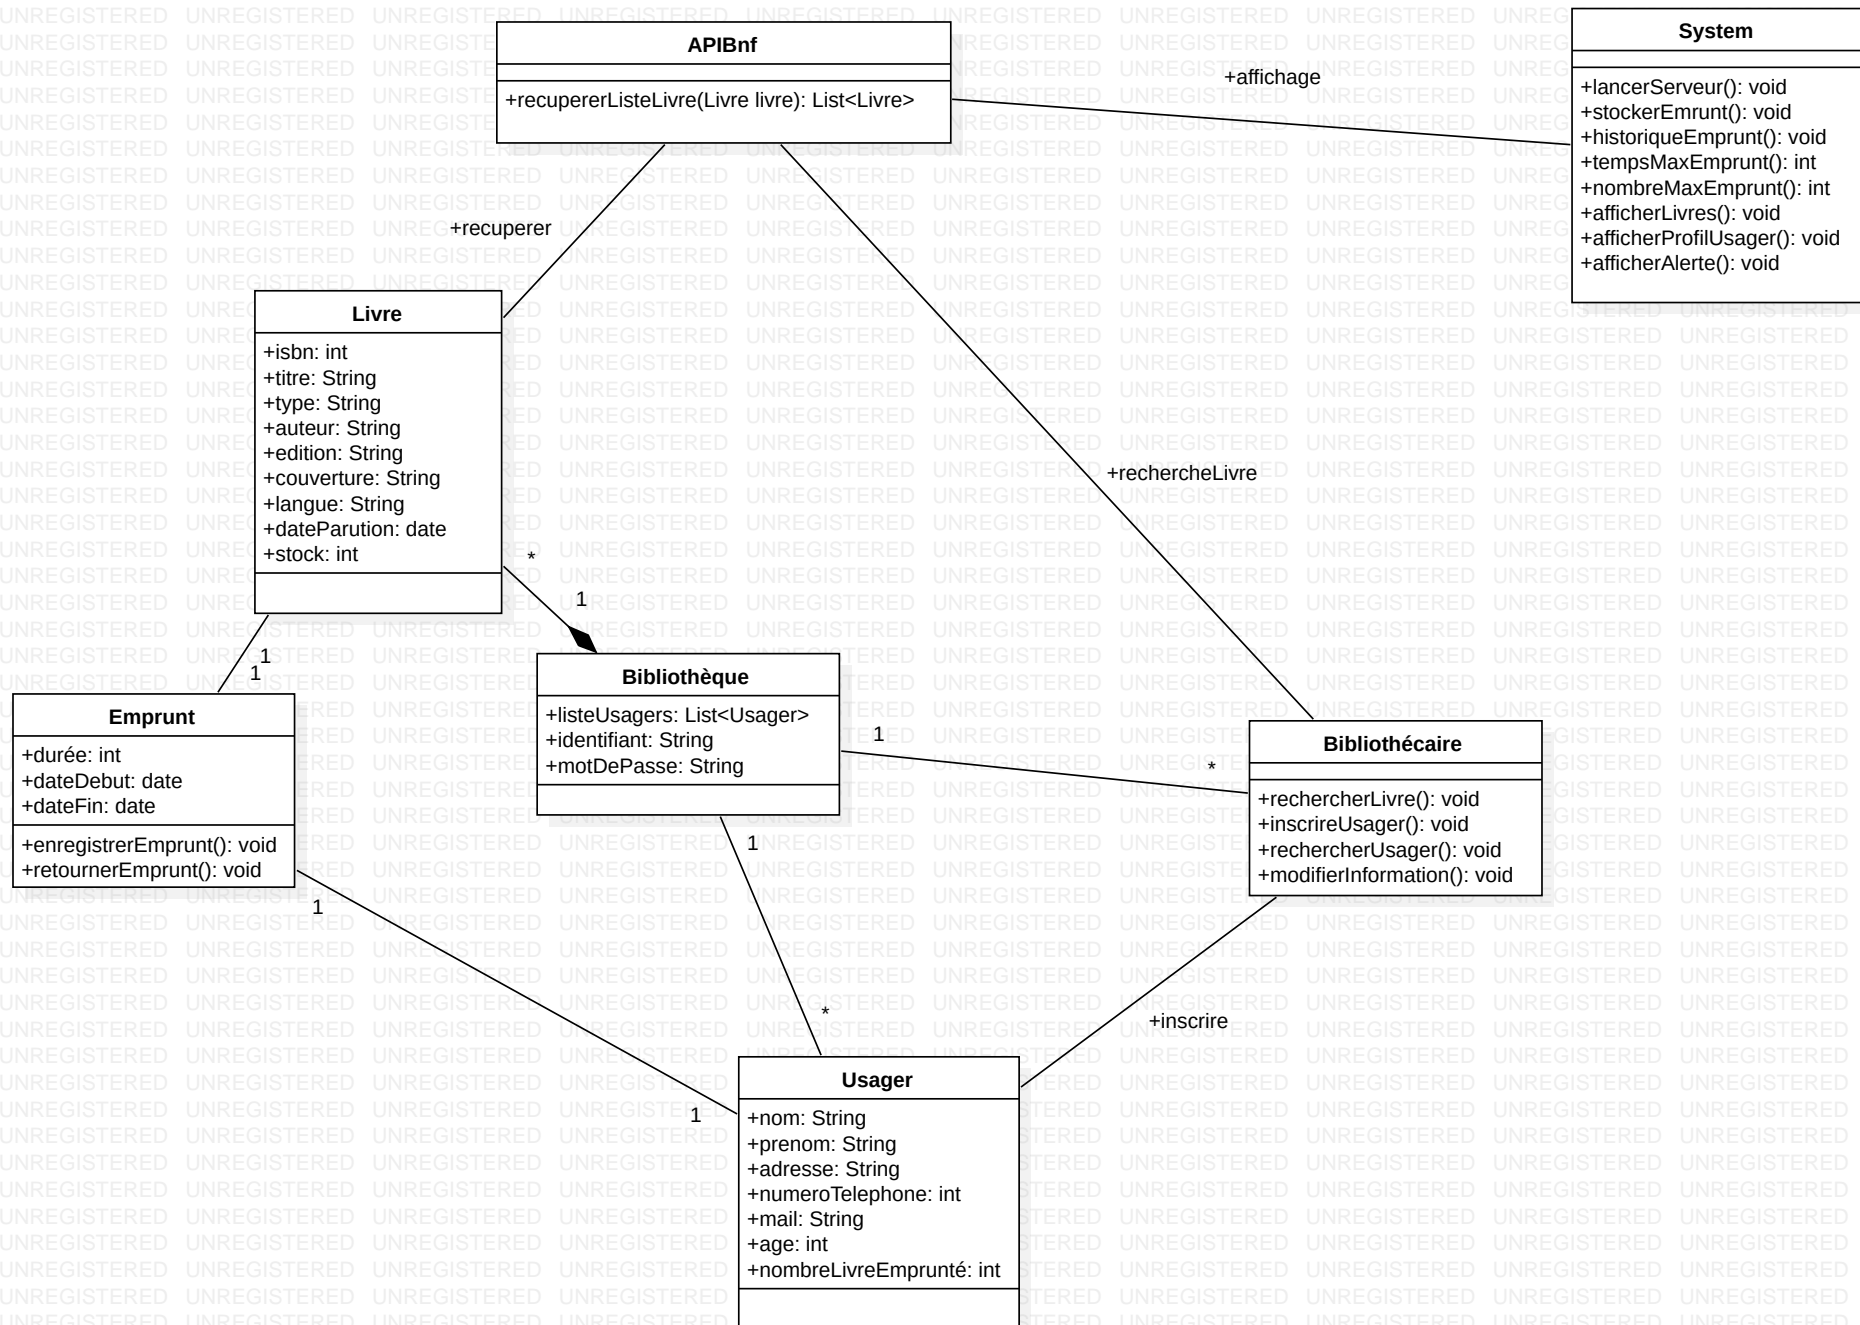 APIBnf
+recupererListeLivre(Livre livre): List<Livre>
System
+lancerServeur(): void
+stockerEmrunt(): void
+historiqueEmprunt(): void
+tempsMaxEmprunt(): int
+nombreMaxEmprunt(): int
+afficherLivres(): void
+afficherProfilUsager(): void
+afficherAlerte(): void
+affichage
+recuperer
+rechercheLivre
Livre
+isbn: int
+titre: String
+type: String
+auteur: String
+edition: String
+couverture: String
+langue: String
+dateParution: date
+stock: int
*
1
1
1
Emprunt
+durée: int
+dateDebut: date
+dateFin: date
+enregistrerEmprunt(): void
+retournerEmprunt(): void
Bibliothèque
+listeUsagers: List<Usager>
+identifiant: String
+motDePasse: String
1
*
Bibliothécaire
+rechercherLivre(): void
+inscrireUsager(): void
+rechercherUsager(): void
+modifierInformation(): void
1
1
*
+inscrire
1
Usager
+nom: String
+prenom: String
+adresse: String
+numeroTelephone: int
+mail: String
+age: int
+nombreLivreEmprunté: int
UNREGISTERED